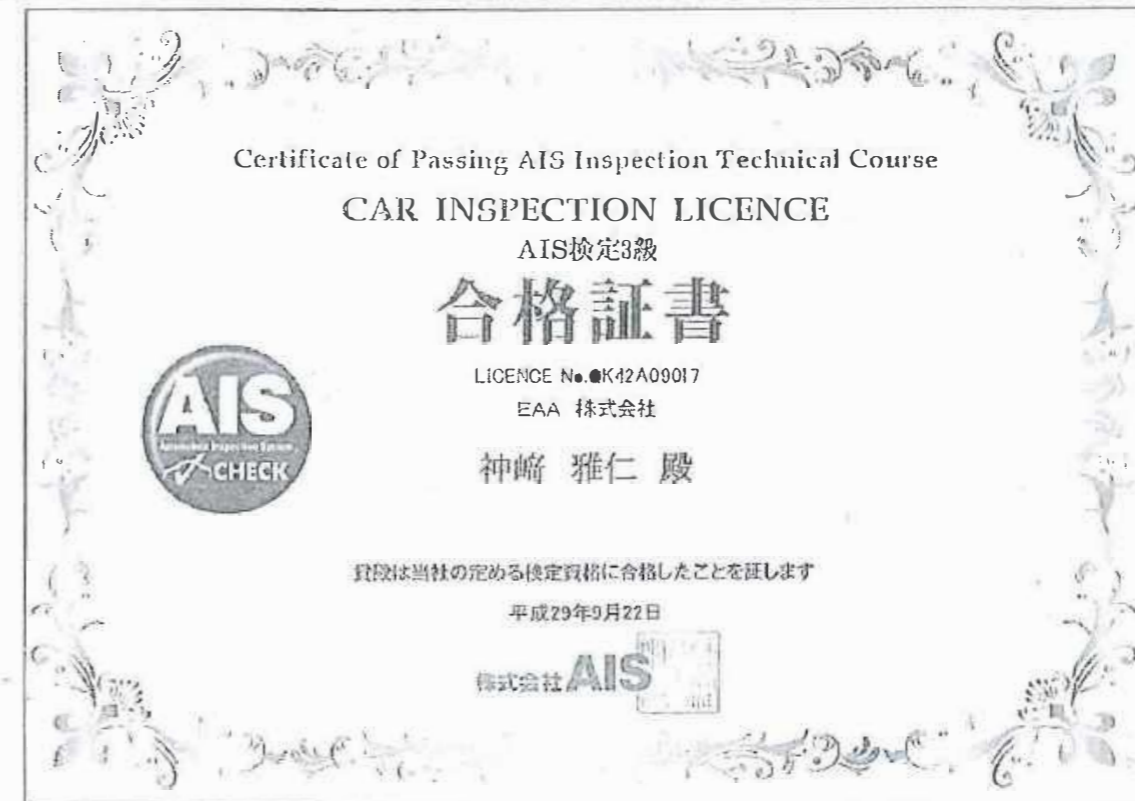 Certificate of Passing AIS Inspection Technical Course
CAR INSPECTION LICENCE
AIS検定3級
合格証書
LICENCE No.●K42A09017
EAA 株式会社
AIS
Automobile Inspection System
CHECK
神﨑 雅仁 殿
貴殿は当社の定める検定資格に合格したことを証します
平成29年9月22日
株式会社AIS